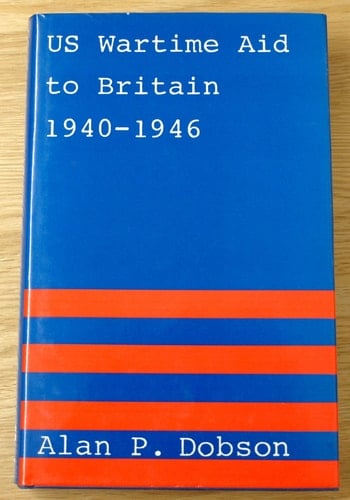 US Wartime Aid
to Britain
1940-1946
Alan P. Dobson